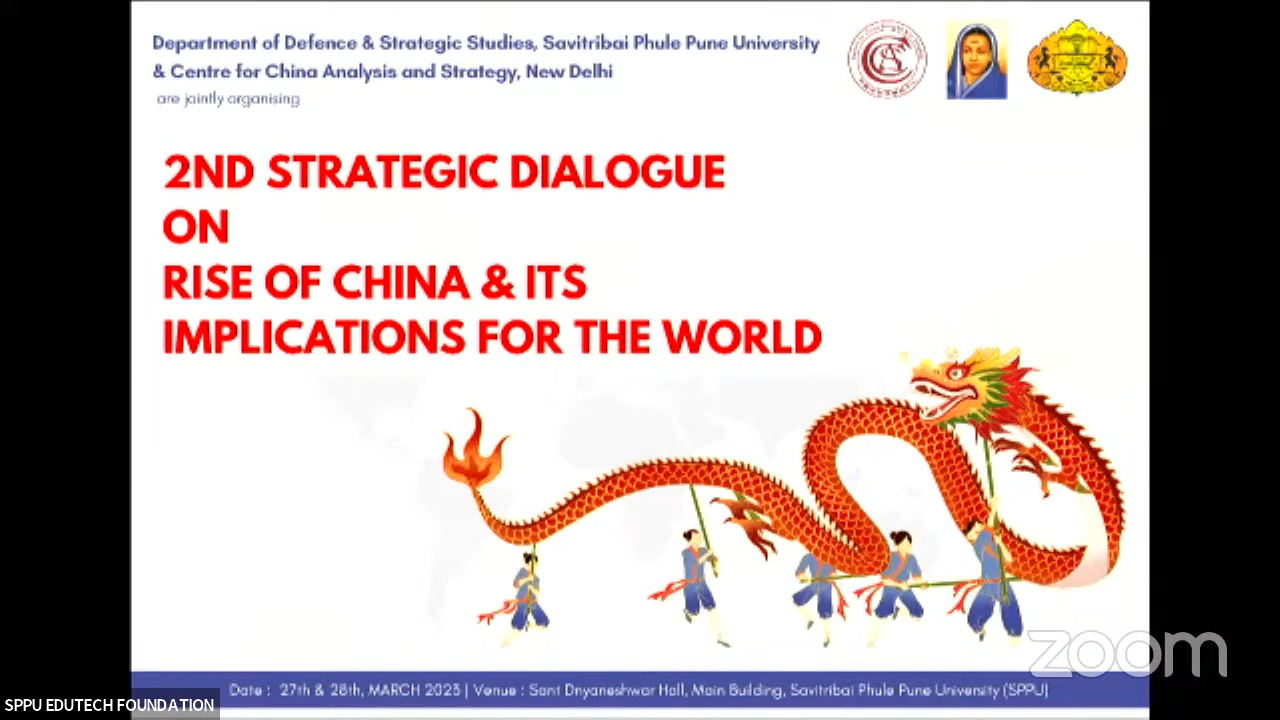 Department of Defence & Strategic Studies, Savitribai Phule Pune University
& Centre for China Analysis and Strategy, New Delhi
are jointly organising
2ND STRATEGIC DIALOGUE
ON
RISE OF CHINA & ITS
IMPLICATIONS FOR THE WORLD
zoom
Date : 27th & 28th, MARCH 2023 | Venue : Sant Dnyaneshwar Hall, Main Building, Savitribai Phule Pune University (SPPU)
SPPU EDUTECH FOUNDATION